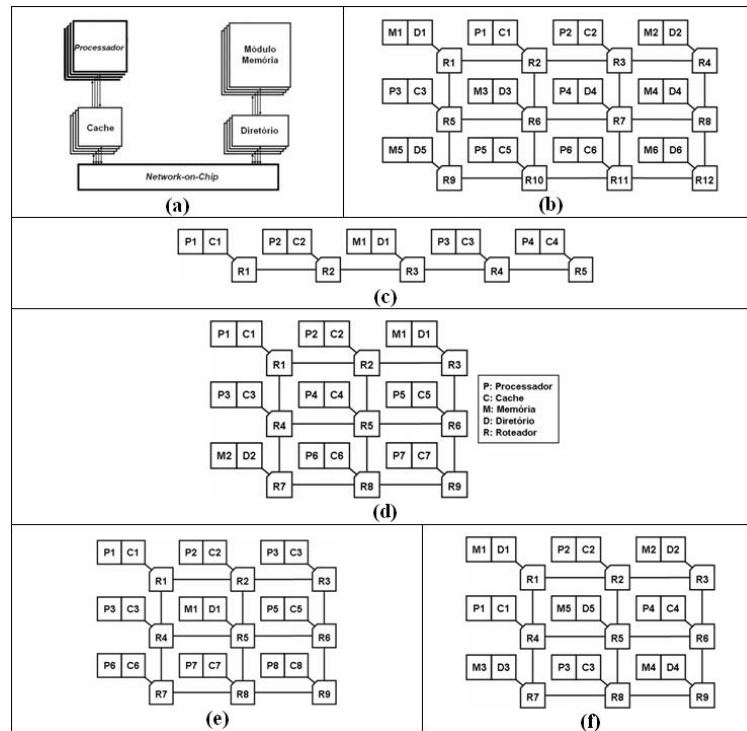 Processador
Módulo
Memória
Cache
Diretório
Network-on-Chip
(a)
M1 D1 P1 C1 P2 C2 M2 D2
R1 R2 R3 R4
P3 C3 M3 D3 P4 D4 M4 D4
R5 R6 R7 R8
M5 D5 P5 C5 P6 C6 M6 D6
R9 R10 R11 R12
(b)
P1 C1 P2 C2 M1 D1 P3 C3 P4 C4
R1 R2 R3 R4 R5
(c)
P1 C1 P2 C2 M1 D1
R1 R2 R3
P3 C3 P4 C4 P5 C5
R4 R5 R6
M2 D2 P6 C6 P7 C7
R7 R8 R9
P: Processador
C: Cache
M: Memória
D: Diretório
R: Roteador
(d)
P1 C1 P2 C2 P3 C3
R1 R2 R3
P3 C3 M1 D1 P5 C5
R4 R5 R6
P6 C6 P7 C7 P8 C8
R7 R8 R9
(e)
M1 D1 P2 C2 M2 D2
R1 R2 R3
P1 C1 M5 D5 P4 C4
R4 R5 R6
M3 D3 P3 C3 M4 D4
R7 R8 R9
(f)